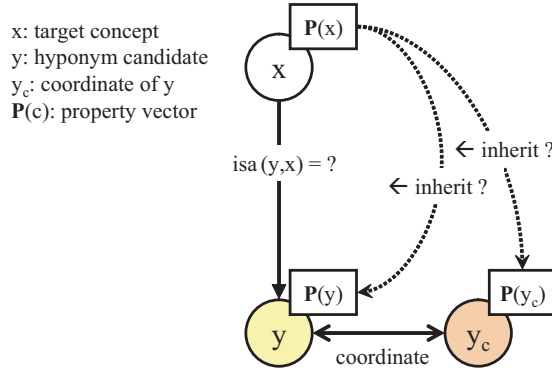 x: target concept
y: hyponym candidate
y_c: coordinate of y
P(c): property vector
P(x)
x
isa (y,x) = ?
← inherit ?
← inherit ?
P(y)
P(y_c)
y
y_c
coordinate